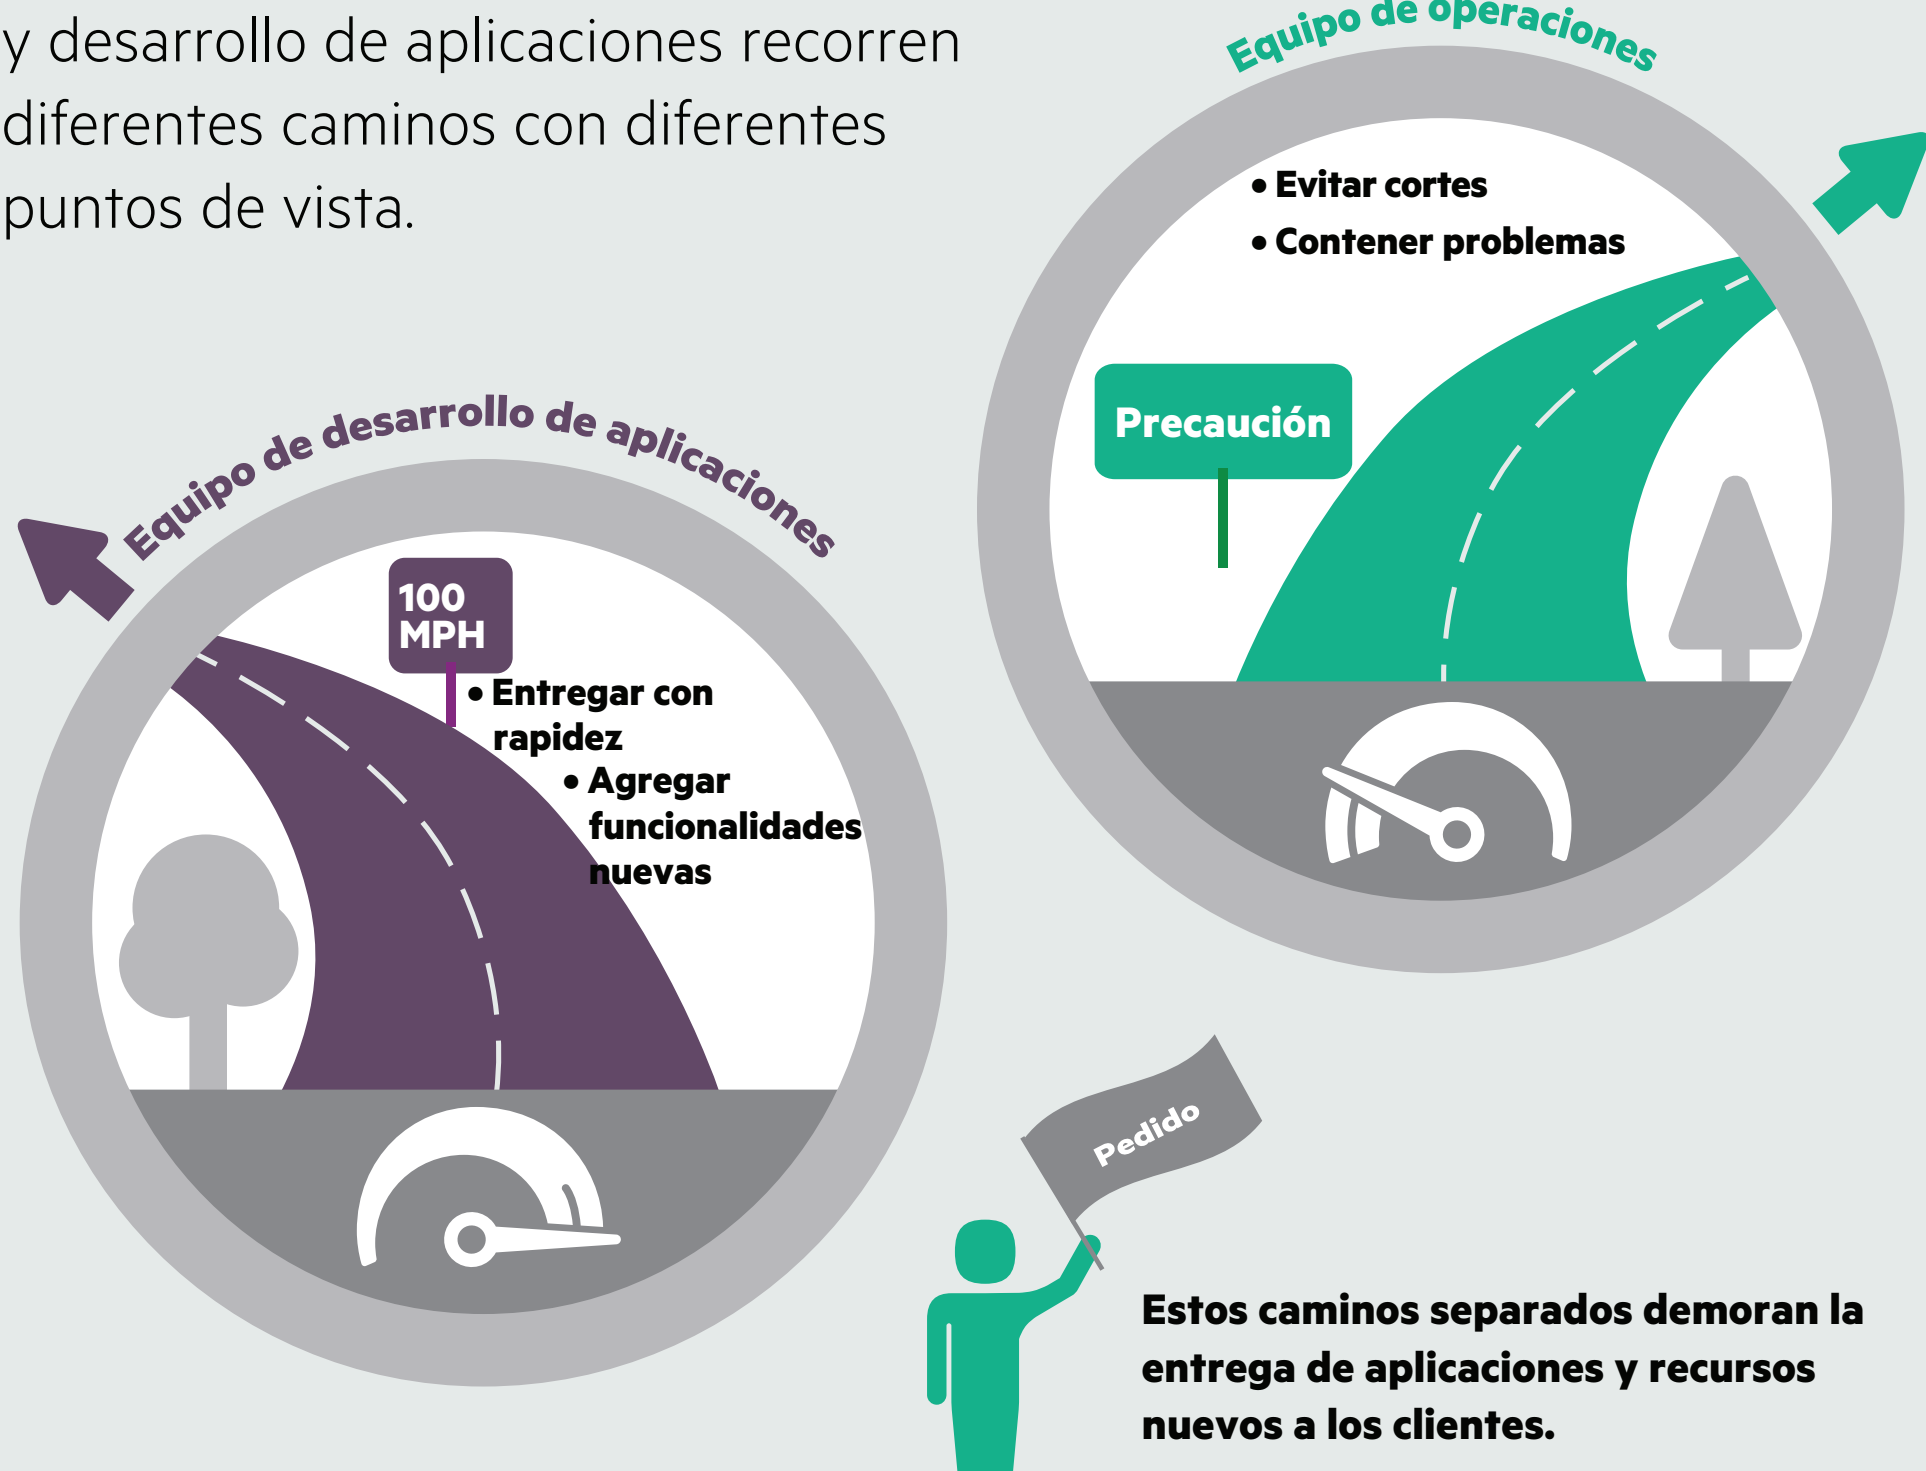 y desarrollo de aplicaciones recorren
diferentes caminos con diferentes
puntos de vista.
Equipo de operaciones
• Evitar cortes
• Contener problemas
Precaución
Equipo de desarrollo de aplicaciones
100
MPH
• Entregar con
rapidez
• Agregar
funcionalidades
nuevas
Pedido
Estos caminos separados demoran la
entrega de aplicaciones y recursos
nuevos a los clientes.